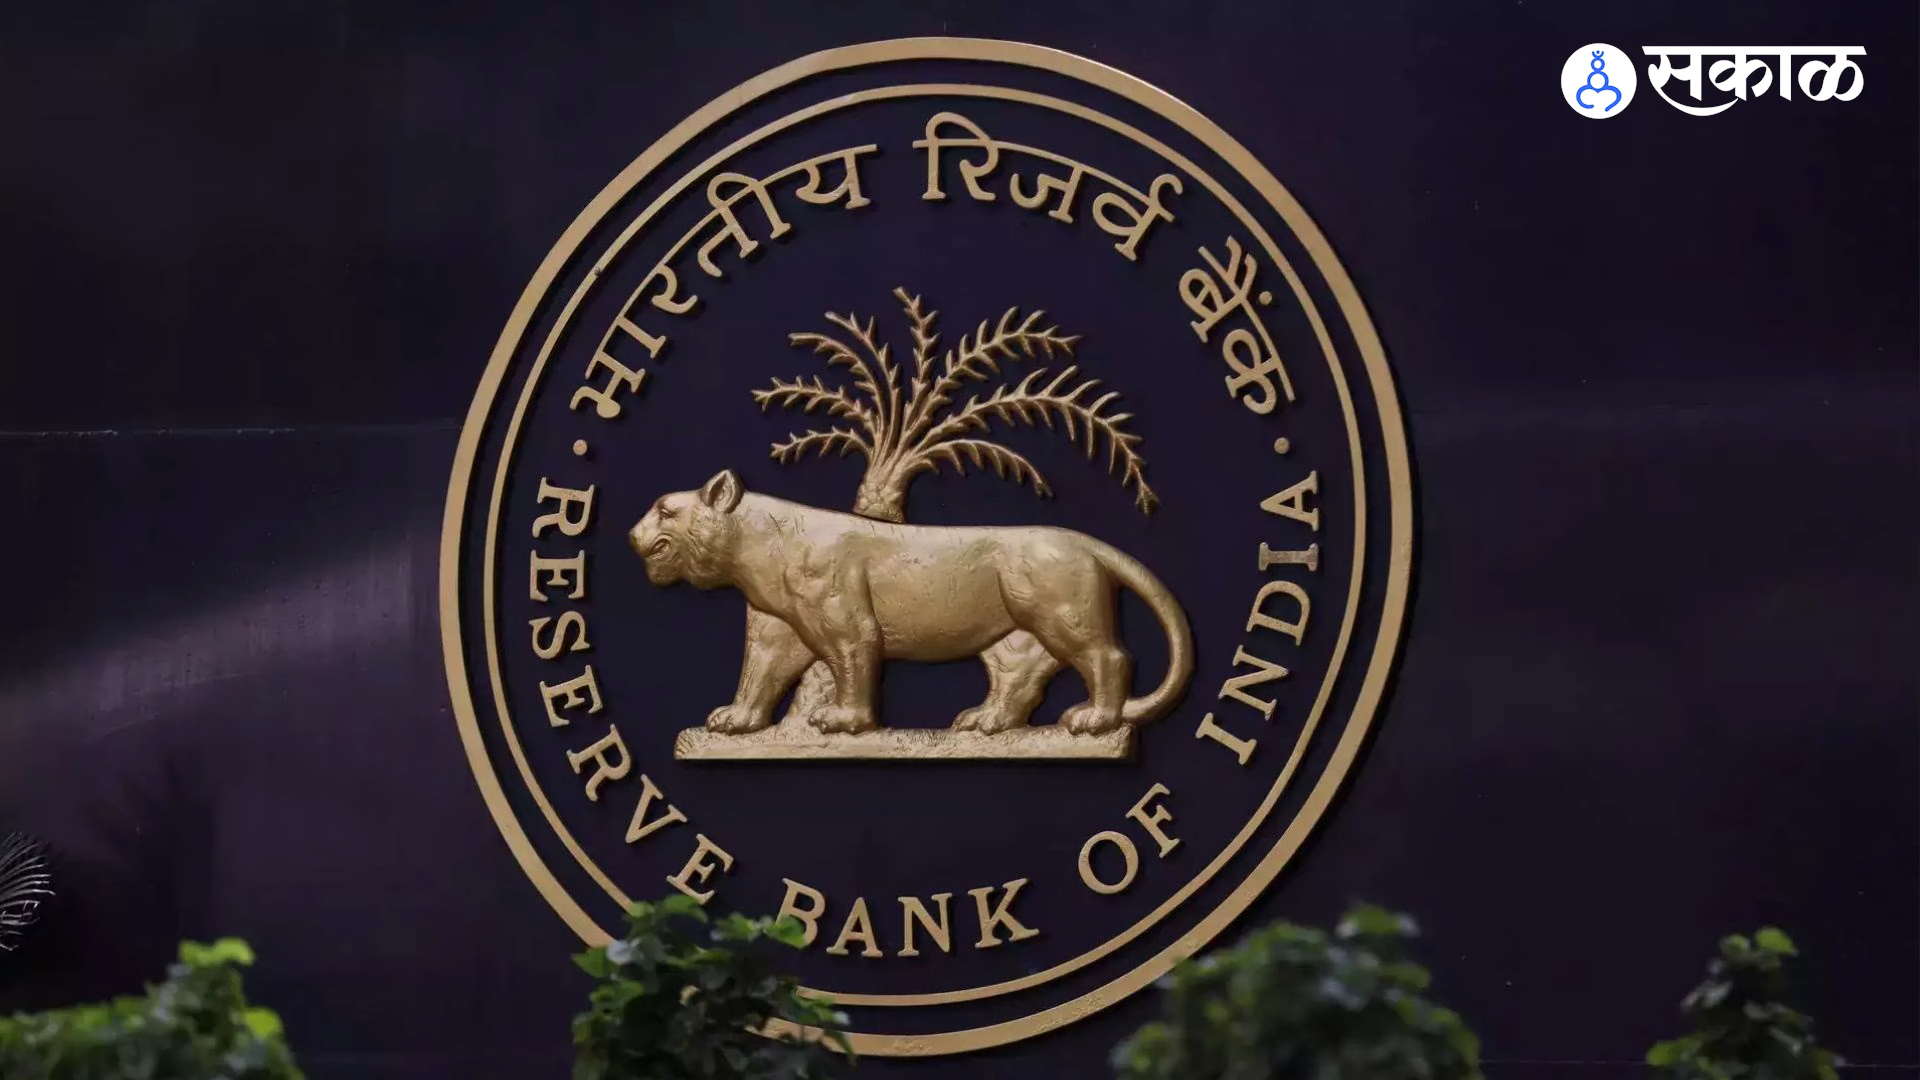 सकाळ
भारतीय रिज़र्व बैंक
RESERVE BANK OF INDIA